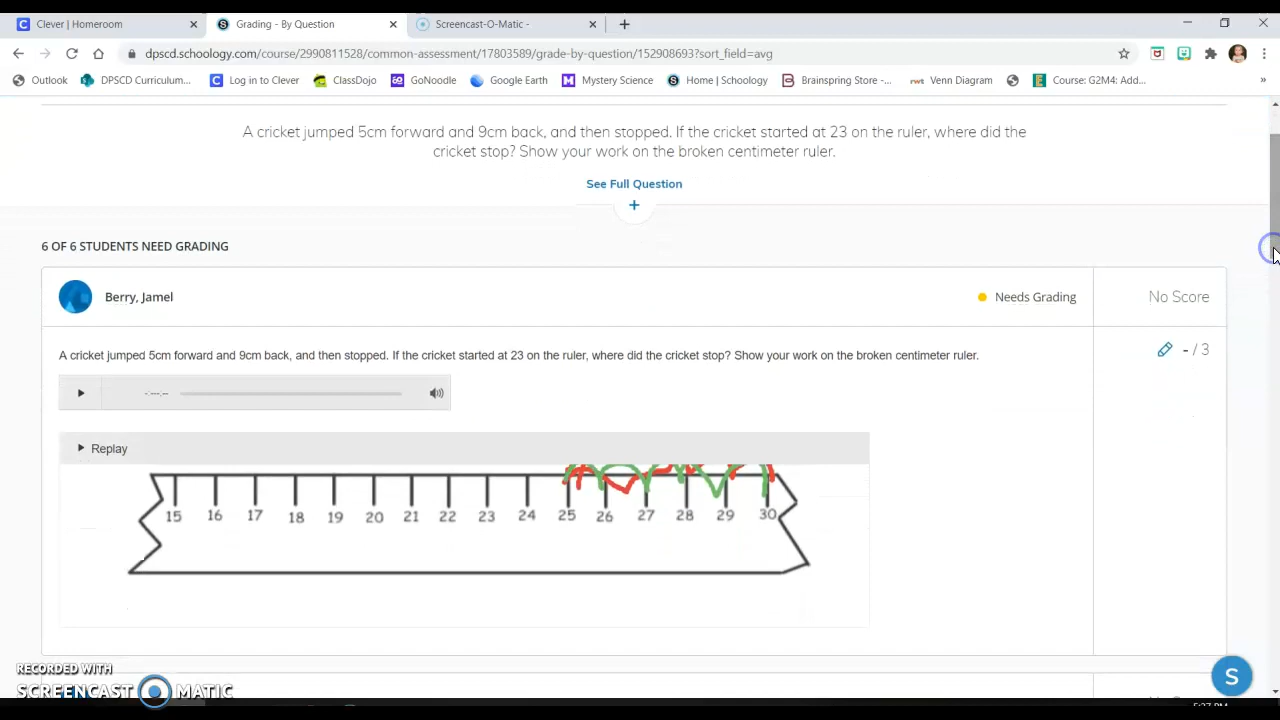 Clever | Homeroom
Grading - By Question
Screencast-O-Matic -
dpscd.schoology.com/course/2990811528/common-assessment/17803589/grade-by-question/152908693?sort_field=avg
Outlook
DPSCD Curriculum...
Log in to Clever
ClassDojo
GoNoodle
Google Earth
Mystery Science
Home | Schoology
Brainspring Store -...
Venn Diagram
Course: G2M4: Add...
A cricket jumped 5cm forward and 9cm back, and then stopped. If the cricket started at 23 on the ruler, where did the
cricket stop? Show your work on the broken centimeter ruler.
See Full Question
6 OF 6 STUDENTS NEED GRADING
Berry, Jamel
Needs Grading
No Score
A cricket jumped 5cm forward and 9cm back, and then stopped. If the cricket started at 23 on the ruler, where did the cricket stop? Show your work on the broken centimeter ruler.
- / 3
-:--:--
Replay
15 16 17 18 19 20 21 22 23 24 25 26 27 28 29 30
RECORDED WITH
SCREENCAST MATIC
S